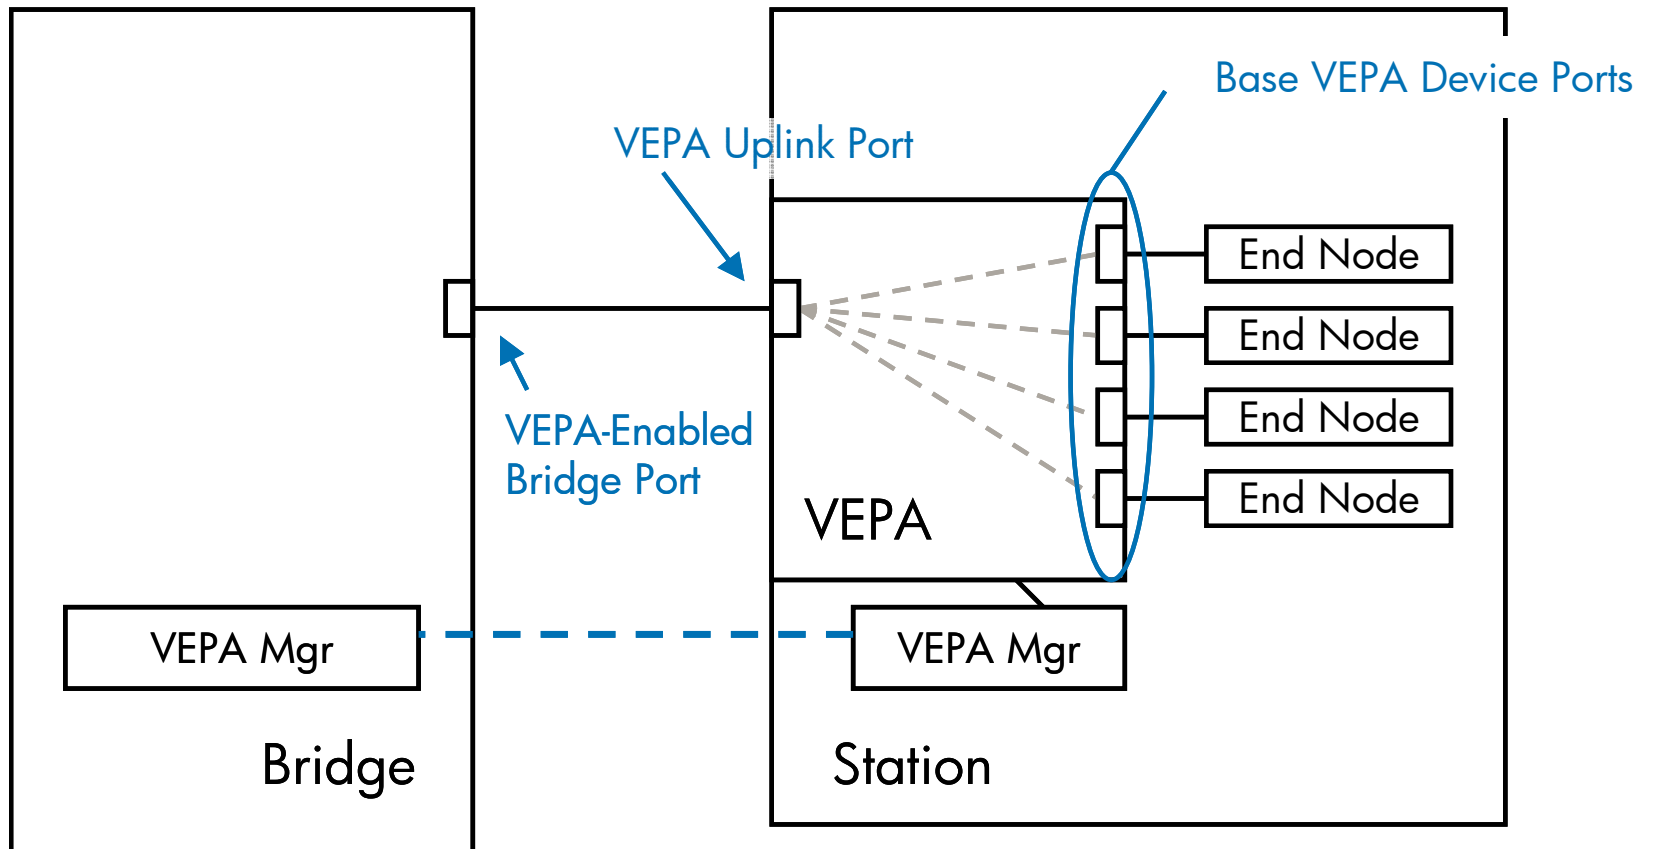 Base VEPA Device Ports
VEPA Uplink Port
End Node
End Node
End Node
End Node
VEPA-Enabled
Bridge Port
VEPA
VEPA Mgr
VEPA Mgr
Bridge
Station